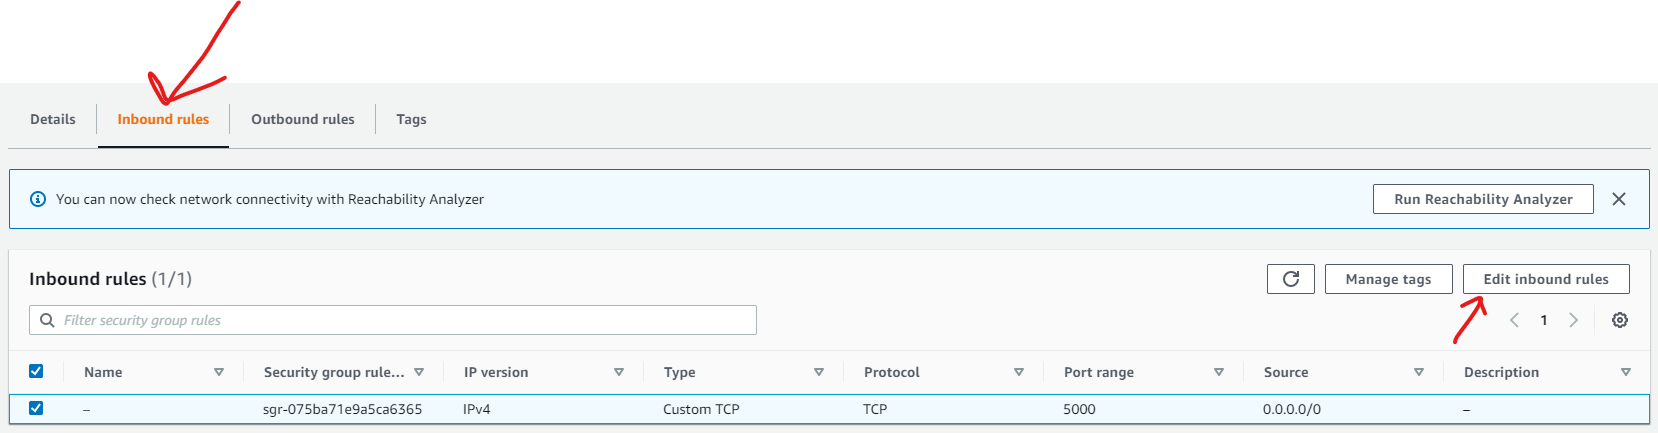 Details Inbound rules Outbound rules Tags
You can now check network connectivity with Reachability Analyzer Run Reachability Analyzer
Inbound rules (1/1) Manage tags Edit inbound rules
Filter security group rules 1
Name Security group rule... IP version Type Protocol Port range Source Description
– sgr-075ba71e9a5ca6365 IPv4 Custom TCP TCP 5000 0.0.0.0/0 –